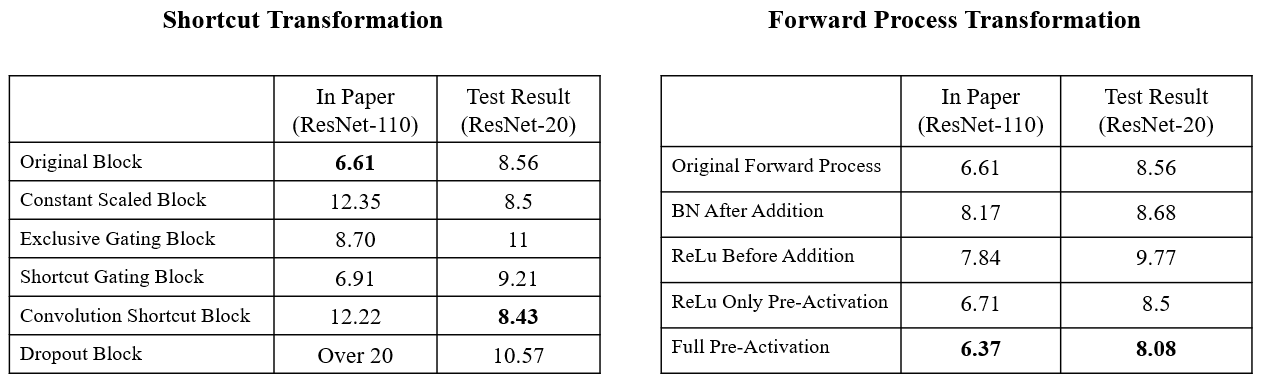 Shortcut Transformation
In Paper Test Result
(ResNet-110) (ResNet-20)
Original Block 6.61 8.56
Constant Scaled Block 12.35 8.5
Exclusive Gating Block 8.70 11
Shortcut Gating Block 6.91 9.21
Convolution Shortcut Block 12.22 8.43
Dropout Block Over 20 10.57
Forward Process Transformation
In Paper Test Result
(ResNet-110) (ResNet-20)
Original Forward Process 6.61 8.56
BN After Addition 8.17 8.68
ReLu Before Addition 7.84 9.77
ReLu Only Pre-Activation 6.71 8.5
Full Pre-Activation 6.37 8.08